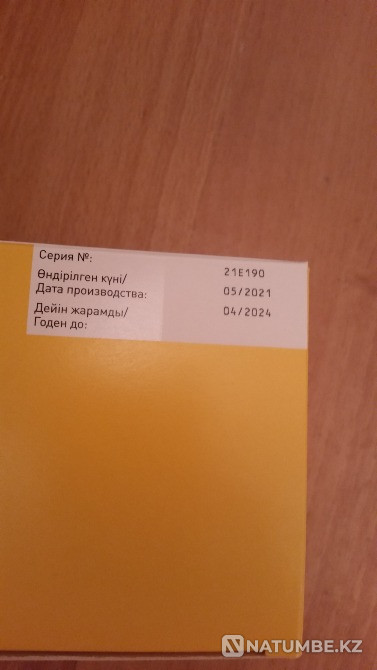 Серия №: 21E190
Өндірілген күні/
Дата производства: 05/2021
Дейін жарамды/ 04/2024
Годен до:
NATUMBE.KZ